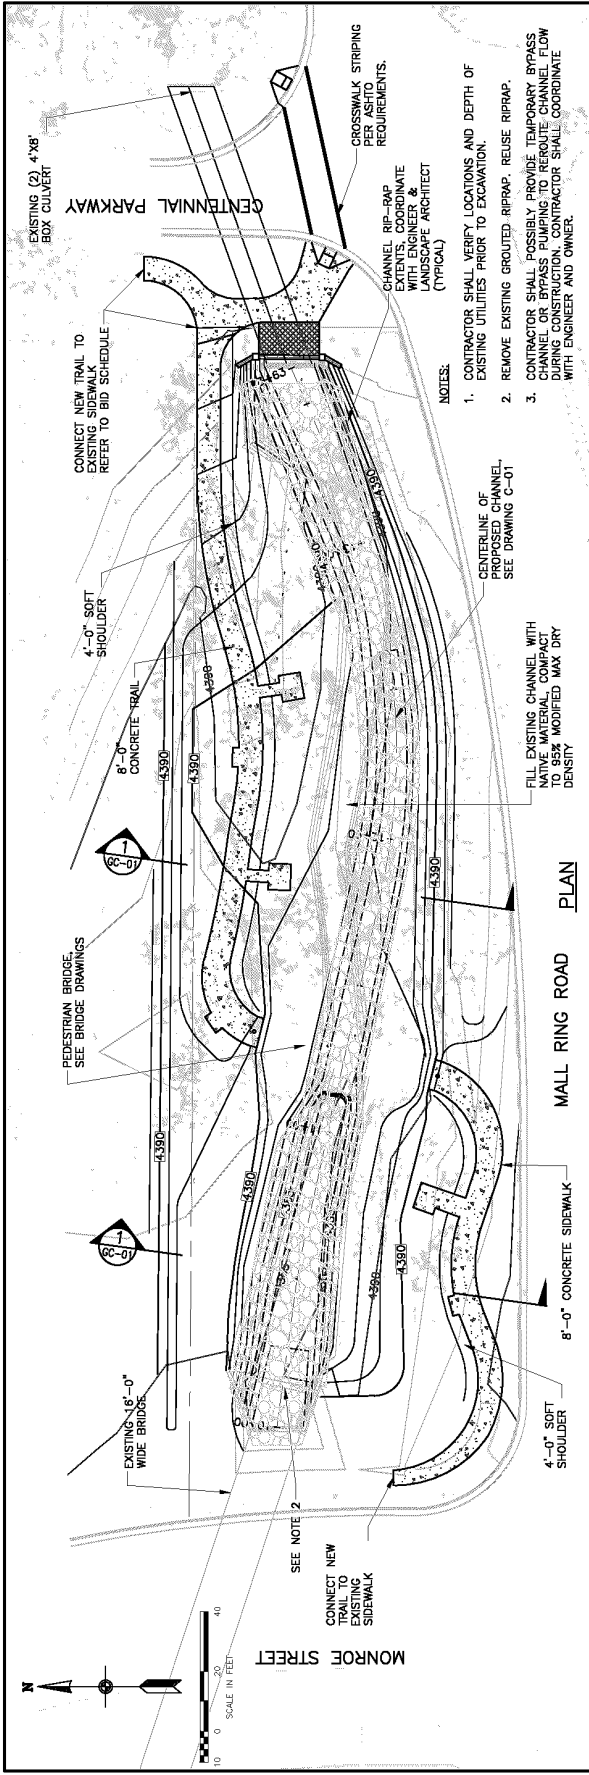 EXISTING (2) 4'X8'
BOX CULVERT
CENTENNIAL PARKWAY
CROSSWALK STRIPING
PER ASHTO
REQUIREMENTS.
CONNECT NEW TRAIL TO
EXISTING SIDEWALK
REFER TO BID SCHEDULE
CHANNEL RIP-RAP
EXTENTS, COORDINATE
WITH ENGINEER &
LANDSCAPE ARCHITECT
(TYPICAL)
NOTES:
1. CONTRACTOR SHALL VERIFY LOCATIONS AND DEPTH OF
EXISTING UTILITIES PRIOR TO EXCAVATION.
2. REMOVE EXISTING GROUTED RIPRAP. REUSE RIPRAP.
3. CONTRACTOR SHALL POSSIBLY PROVIDE TEMPORARY BYPASS
CHANNEL OR BYPASS PUMPING TO REROUTE CHANNEL FLOW
DURING CONSTRUCTION. CONTRACTOR SHALL COORDINATE
WITH ENGINEER AND OWNER.
4'-0" SOFT
SHOULDER
8'-0"
CONCRETE TRAIL
4390
4390
4388
4390
CENTERLINE OF
PROPOSED CHANNEL,
SEE DRAWING C-01
FILL EXISTING CHANNEL WITH
NATIVE MATERIAL, COMPACT
TO 95% MODIFIED MAX DRY
DENSITY
1
GC-01
PEDESTRIAN BRIDGE,
SEE BRIDGE DRAWINGS
4390
4390
4390
1
GC-01
4390
4388
MALL RING ROAD
PLAN
8'-0" CONCRETE SIDEWALK
4'-0" SOFT
SHOULDER
EXISTING 16'-0"
WIDE BRIDGE
SEE NOTE 2
CONNECT NEW
TRAIL TO
EXISTING
SIDEWALK
MONROE STREET
N
10 0 20 40
SCALE IN FEET